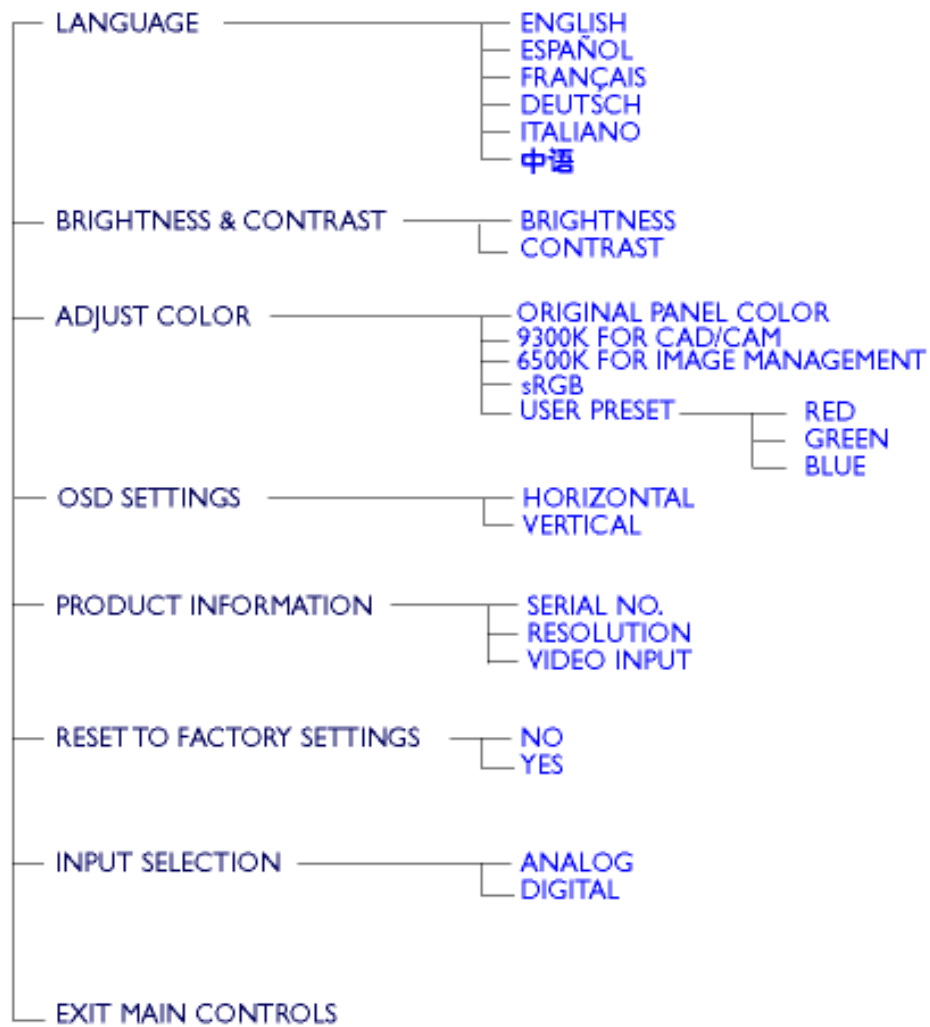 LANGUAGE
ENGLISH
ESPAÑOL
FRANÇAIS
DEUTSCH
ITALIANO
中语
BRIGHTNESS & CONTRAST
BRIGHTNESS
CONTRAST
ADJUST COLOR
ORIGINAL PANEL COLOR
9300K FOR CAD/CAM
6500K FOR IMAGE MANAGEMENT
sRGB
USER PRESET
RED
GREEN
BLUE
OSD SETTINGS
HORIZONTAL
VERTICAL
PRODUCT INFORMATION
SERIAL NO.
RESOLUTION
VIDEO INPUT
RESET TO FACTORY SETTINGS
NO
YES
INPUT SELECTION
ANALOG
DIGITAL
EXIT MAIN CONTROLS